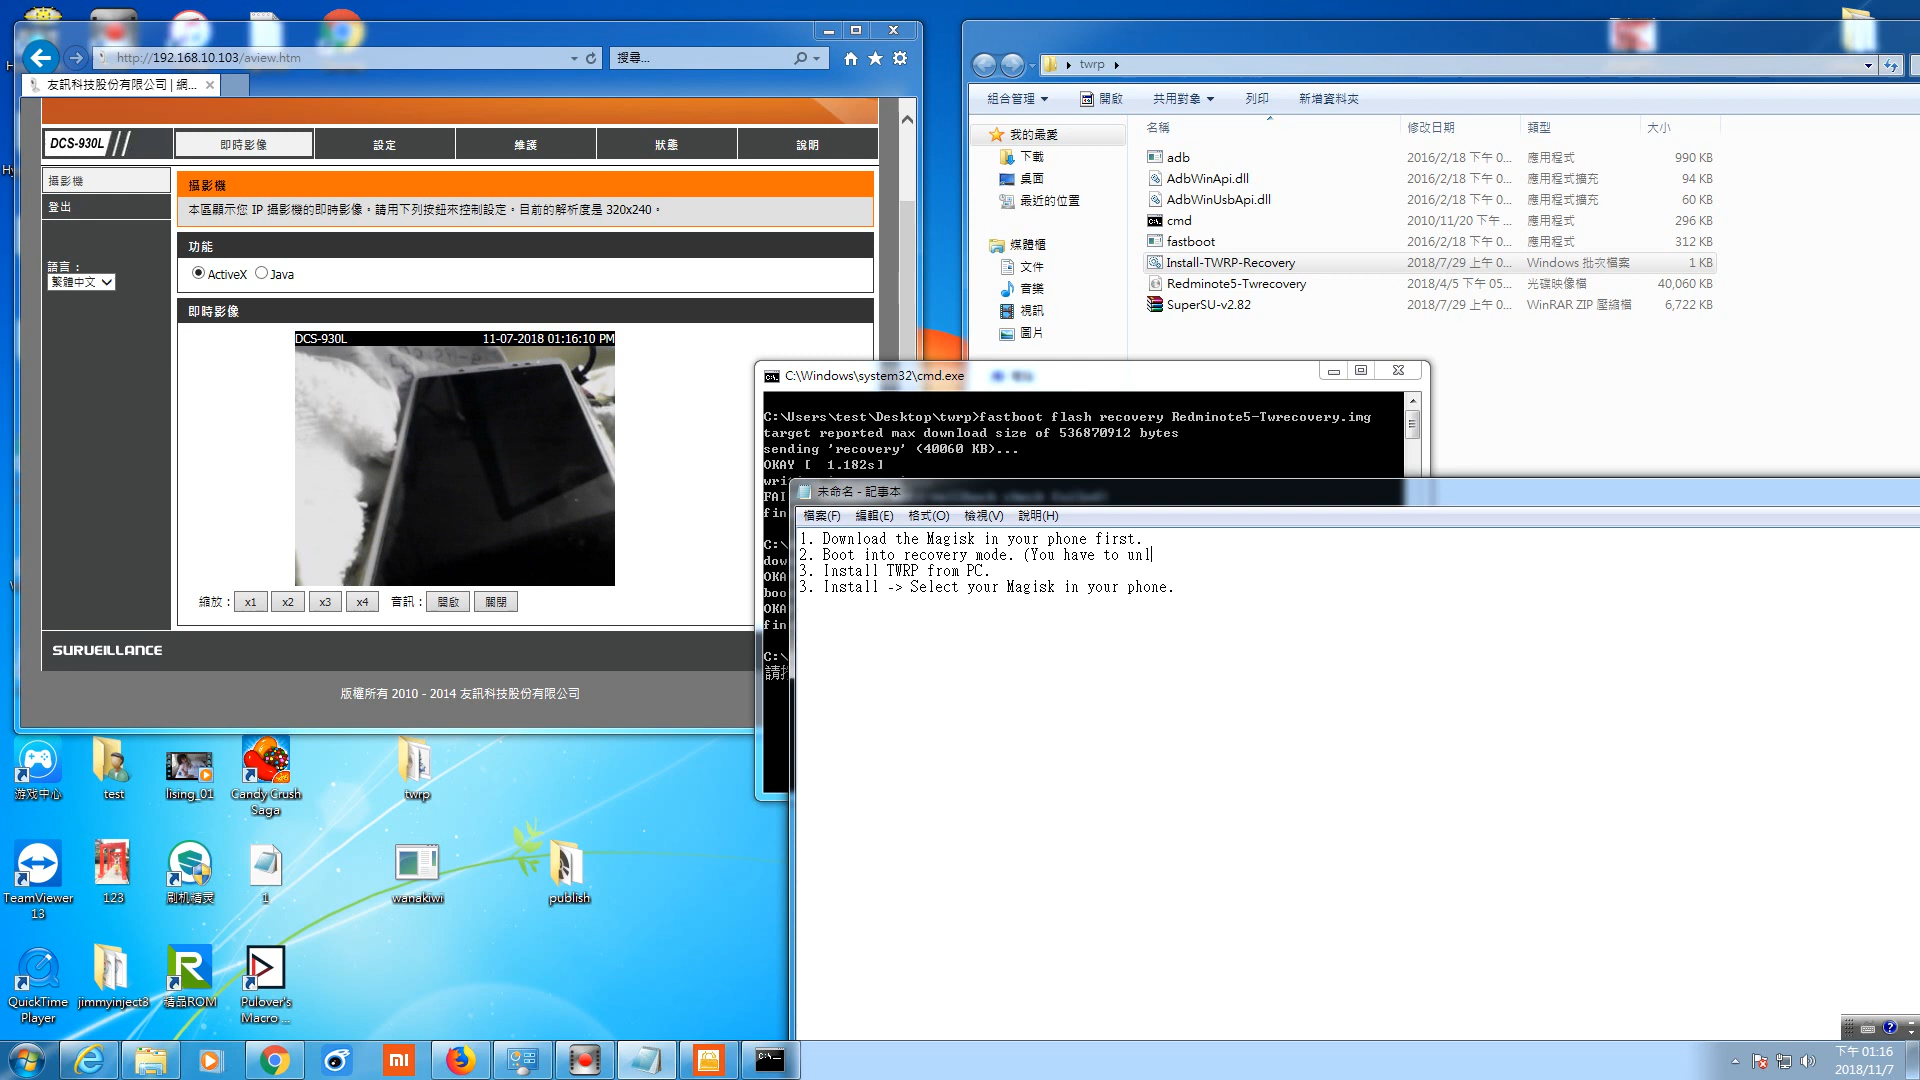 http://192.168.10.103/aview.htm
搜尋...
友訊科技股份有限公司 | 網...
DCS-930L
即時影像
設定
維護
狀態
說明
攝影機
登出
語言：
繁體中文
攝影機
本區顯示您 IP 攝影機的即時影像。請用下列按鈕來控制設定。目前的解析度是 320x240。
功能
ActiveX Java
即時影像
DCS-930L 11-07-2018 01:16:10 PM
縮放： x1 x2 x3 x4 音訊： 開啟 關閉
SURVEILLANCE
版權所有 2010 - 2014 友訊科技股份有限公司
twrp
組合管理 開啟 共用對象 列印 新增資料夾
我的最愛
下載
桌面
最近的位置
媒體櫃
文件
音樂
視訊
圖片
名稱 修改日期 類型 大小
adb 2016/2/18 下午 0... 應用程式 990 KB
AdbWinApi.dll 2016/2/18 下午 0... 應用程式擴充 94 KB
AdbWinUsbApi.dll 2016/2/18 下午 0... 應用程式擴充 60 KB
cmd 2010/11/20 下午 ... 應用程式 296 KB
fastboot 2016/2/18 下午 0... 應用程式 312 KB
Install-TWRP-Recovery 2018/7/29 上午 0... Windows 批次檔案 1 KB
Redminote5-Twrecovery 2018/4/5 下午 05... 光碟映像檔 40,060 KB
SuperSU-v2.82 2018/7/29 上午 0... WinRAR ZIP 壓縮檔 6,722 KB
C:\Windows\system32\cmd.exe
C:\Users\test\Desktop\twrp>fastboot flash recovery Redminote5-Twrecovery.img
target reported max download size of 536870912 bytes
sending 'recovery' (40060 KB)...
OKAY [  1.182s]
wri
FAI
fin
C:\
dow
OKA
boo
OKA
fin
C:\
未命名 - 記事本
檔案(F) 編輯(E) 格式(O) 檢視(V) 說明(H)
1. Download the Magisk in your phone first.
2. Boot into recovery mode. (You have to unl
3. Install TWRP from PC.
3. Install -> Select your Magisk in your phone.
游戏中心
test
lising_01
Candy Crush Saga
twrp
TeamViewer 13
123
刷机精灵
1
wanakiwi
publish
QuickTime Player
jimmyinject3
精品ROM
Pulover's Macro ...
下午 01:16
2018/11/7